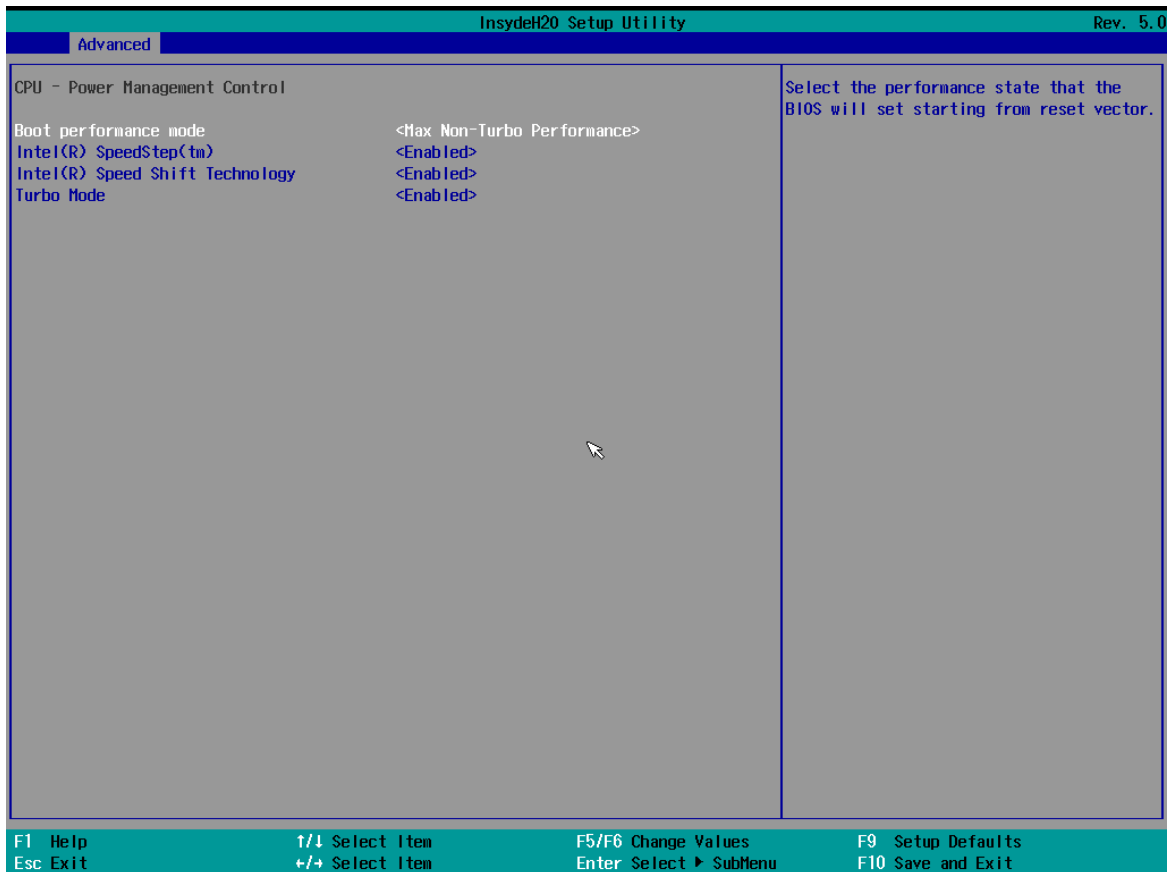 InsydeH20 Setup Utility Rev. 5.0
Advanced
CPU - Power Management Control
Boot performance mode <Max Non-Turbo Performance>
Intel(R) SpeedStep(tm) <Enabled>
Intel(R) Speed Shift Technology <Enabled>
Turbo Mode <Enabled>
Select the performance state that the
BIOS will set starting from reset vector.
F1 Help ↑/↓ Select Item F5/F6 Change Values F9 Setup Defaults
Esc Exit ←/→ Select Item Enter Select ▶ SubMenu F10 Save and Exit